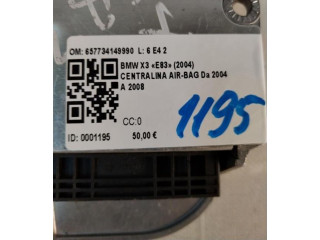 OM: 657734149990 L: 6 E4 2
BMW X3 «E83» (2004)
CENTRALINA AIR-BAG Da 2004
A 2008
CC:0
ID: 0001195
50,00 €
1195